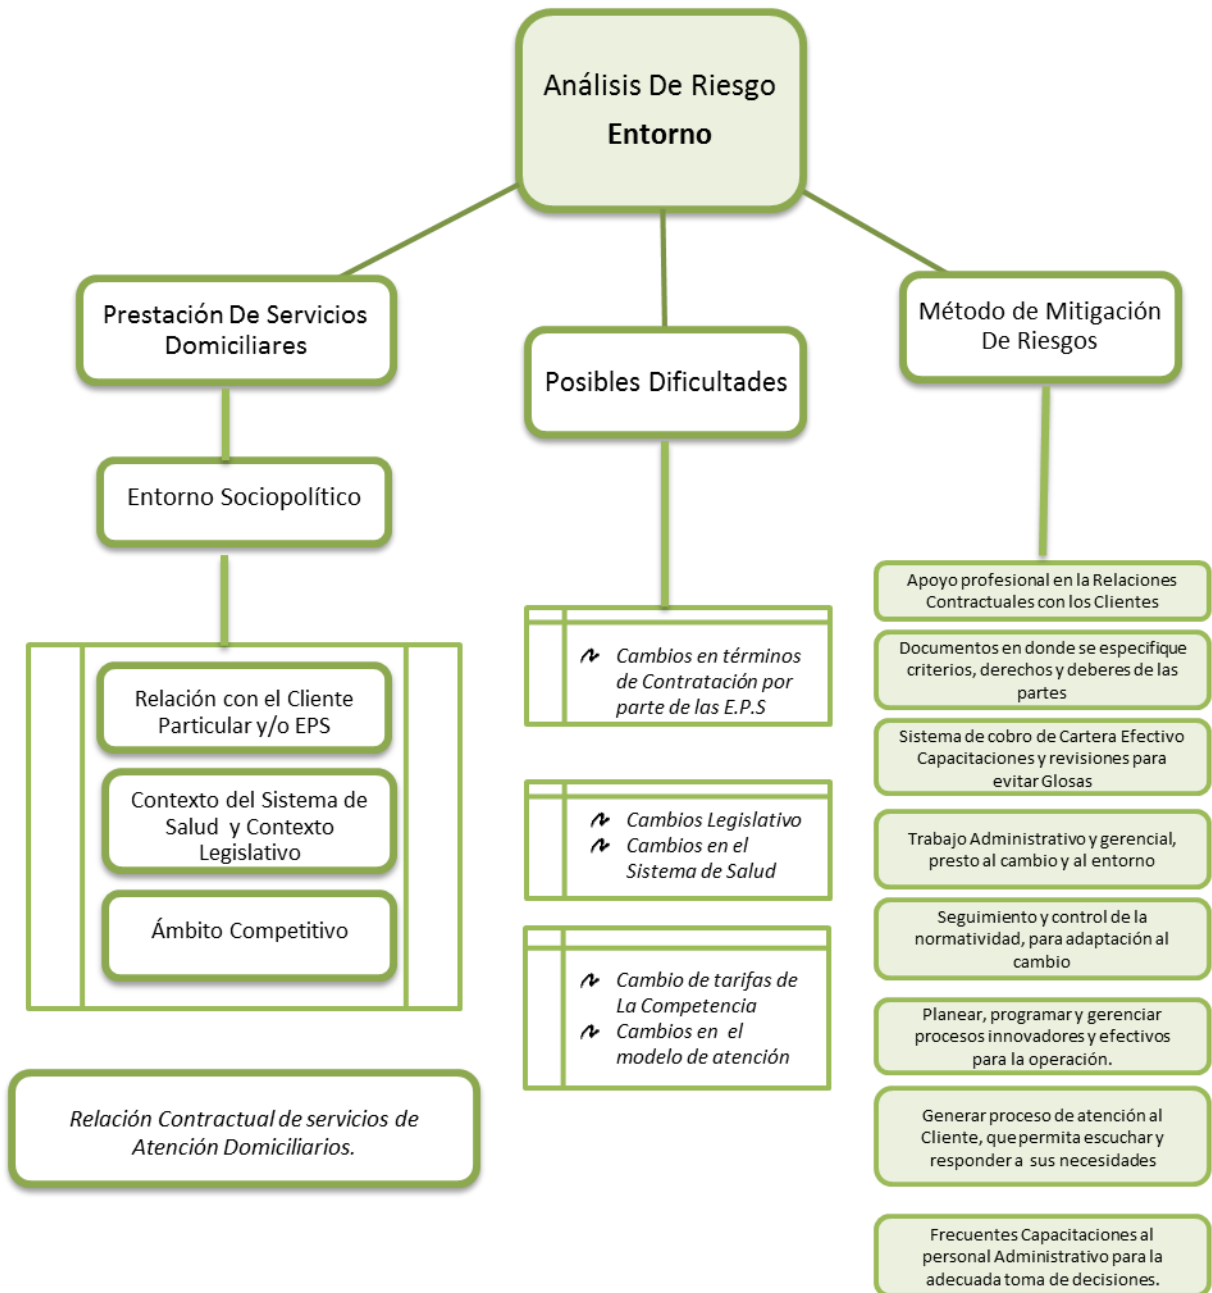 Análisis De Riesgo
Entorno
Prestación De Servicios
Domiciliares
Entorno Sociopolítico
Relación con el Cliente
Particular y/o EPS
Contexto del Sistema de
Salud y Contexto
Legislativo
Ámbito Competitivo
Relación Contractual de servicios de
Atención Domiciliarios.
Posibles Dificultades
Cambios en términos
de Contratación por
parte de las E.P.S
Cambios Legislativo
Cambios en el
Sistema de Salud
Cambio de tarifas de
La Competencia
Cambios en el
modelo de atención
Método de Mitigación
De Riesgos
Apoyo profesional en la Relaciones
Contractuales con los Clientes
Documentos en donde se especifique
criterios, derechos y deberes de las
partes
Sistema de cobro de Cartera Efectivo
Capacitaciones y revisiones para
evitar Glosas
Trabajo Administrativo y gerencial,
presto al cambio y al entorno
Seguimiento y control de la
normatividad, para adaptación al
cambio
Planear, programar y gerenciar
procesos innovadores y efectivos
para la operación.
Generar proceso de atención al
Cliente, que permita escuchar y
responder a sus necesidades
Frecuentes Capacitaciones al
personal Administrativo para la
adecuada toma de decisiones.